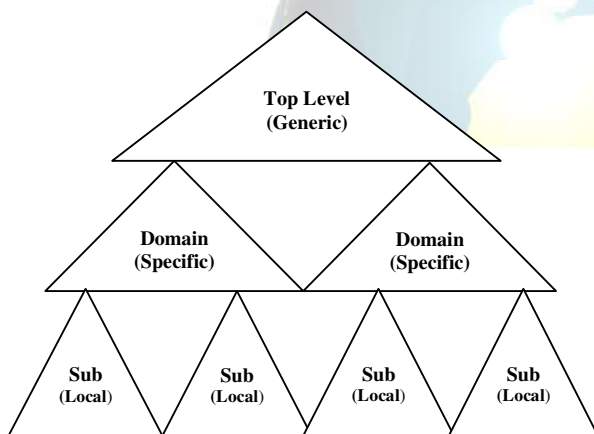 Top Level
(Generic)
Domain
(Specific)
Domain
(Specific)
Sub
(Local)
Sub
(Local)
Sub
(Local)
Sub
(Local)